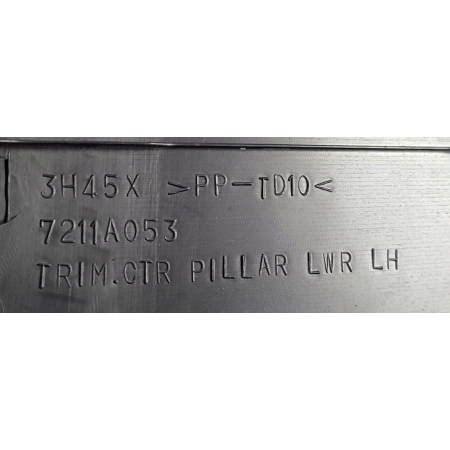 3H45X >PP-TD10<
7211A053
TRIM.CTR PILLAR LWR LH